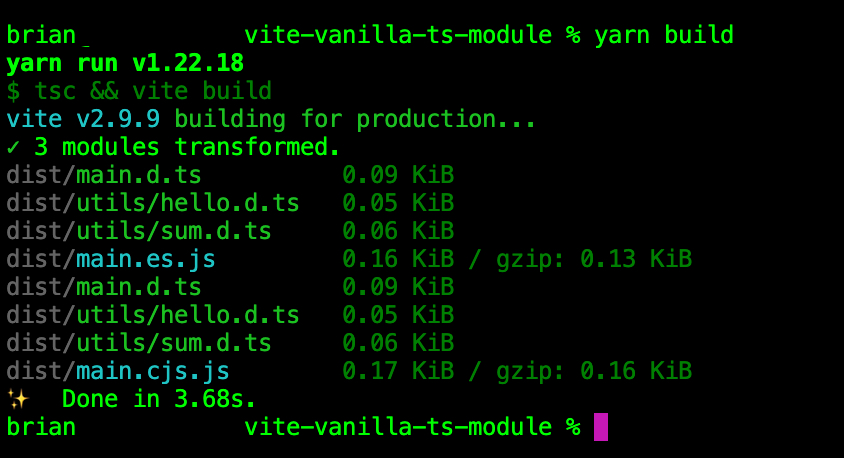 brian vite-vanilla-ts-module % yarn build
yarn run v1.22.18
$ tsc && vite build
vite v2.9.9 building for production...
✓ 3 modules transformed.
dist/main.d.ts 0.09 KiB
dist/utils/hello.d.ts 0.05 KiB
dist/utils/sum.d.ts 0.06 KiB
dist/main.es.js 0.16 KiB / gzip: 0.13 KiB
dist/main.d.ts 0.09 KiB
dist/utils/hello.d.ts 0.05 KiB
dist/utils/sum.d.ts 0.06 KiB
dist/main.cjs.js 0.17 KiB / gzip: 0.16 KiB
✨ Done in 3.68s.
brian vite-vanilla-ts-module %